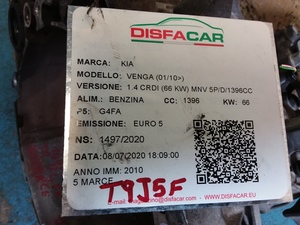 DISFACAR
MARCA: KIA
MODELLO: VENGA (01/10>)
VERSIONE: 1.4 CRDI (66 KW) MNV 5P/D/1396CC
ALIM.: BENZINA CC: 1396 KW: 66
P5: G4FA
EMISSIONE: EURO 5
NS: 1497/2020
DATA:08/07/2020 18:09:00
ANNO IMM: 2010
5 MARCE
T9J5F
WWW.DISFACAR.EU